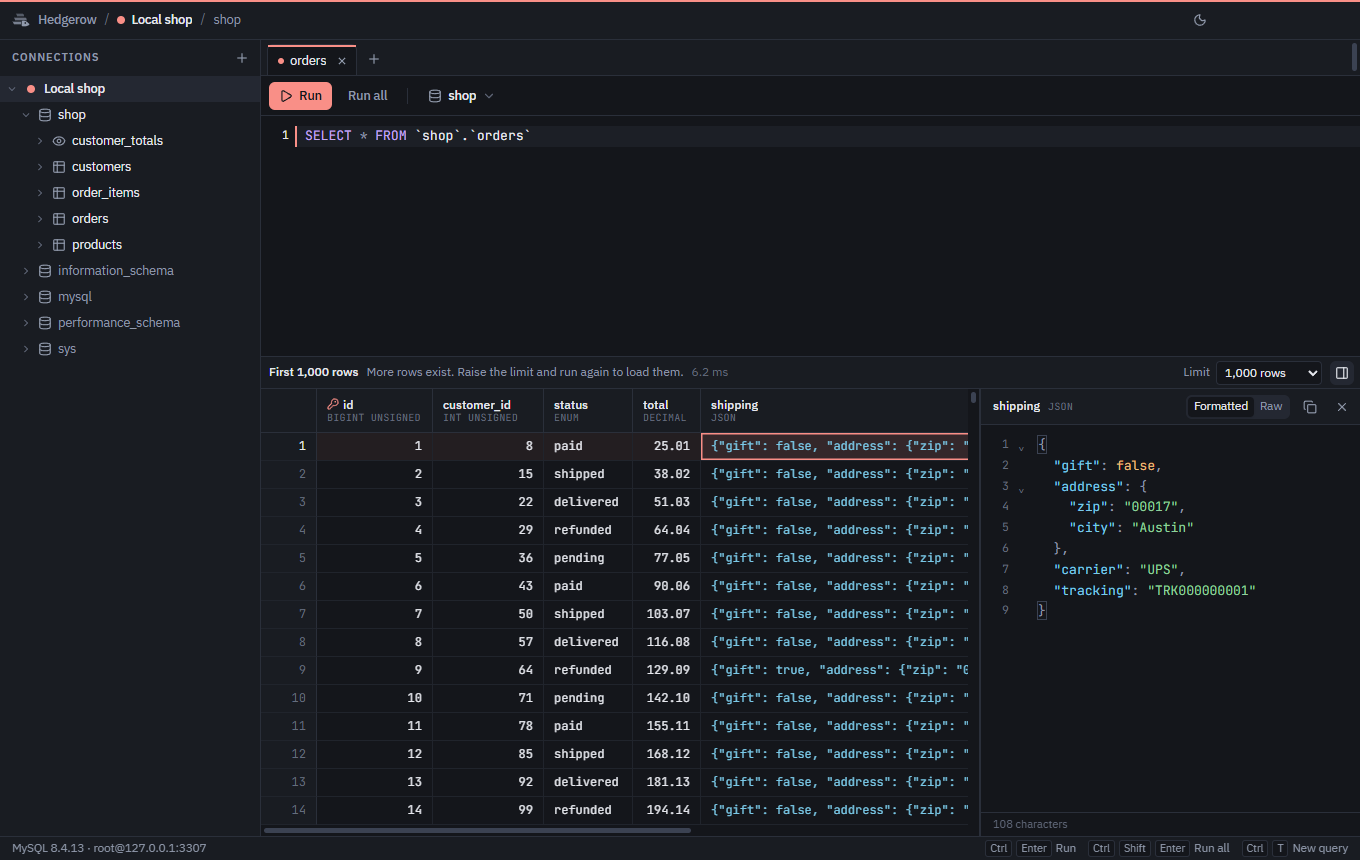 Hedgerow / Local shop / shop
CONNECTIONS
Local shop
shop
customer_totals
customers
order_items
orders
products
information_schema
mysql
performance_schema
sys
orders
Run Run all shop
1 SELECT * FROM `shop`.`orders`
First 1,000 rows More rows exist. Raise the limit and run again to load them. 6.2 ms Limit 1,000 rows
id customer_id status total shipping
BIGINT UNSIGNED INT UNSIGNED ENUM DECIMAL JSON
1 1 8 paid 25.01 {"gift": false, "address": {"zip": "
2 2 15 shipped 38.02 {"gift": false, "address": {"zip": "
3 3 22 delivered 51.03 {"gift": false, "address": {"zip": "
4 4 29 refunded 64.04 {"gift": false, "address": {"zip": "
5 5 36 pending 77.05 {"gift": false, "address": {"zip": "
6 6 43 paid 90.06 {"gift": false, "address": {"zip": "
7 7 50 shipped 103.07 {"gift": false, "address": {"zip": "
8 8 57 delivered 116.08 {"gift": false, "address": {"zip": "
9 9 64 refunded 129.09 {"gift": true, "address": {"zip": "0
10 10 71 pending 142.10 {"gift": false, "address": {"zip": "
11 11 78 paid 155.11 {"gift": false, "address": {"zip": "
12 12 85 shipped 168.12 {"gift": false, "address": {"zip": "
13 13 92 delivered 181.13 {"gift": false, "address": {"zip": "
14 14 99 refunded 194.14 {"gift": false, "address": {"zip": "
shipping JSON Formatted Raw
1 {
2 "gift": false,
3 "address": {
4 "zip": "00017",
5 "city": "Austin"
6 },
7 "carrier": "UPS",
8 "tracking": "TRK000000001"
9 }
108 characters
MySQL 8.4.13 · root@127.0.0.1:3307 Ctrl Enter Run Ctrl Shift Enter Run all Ctrl T New query